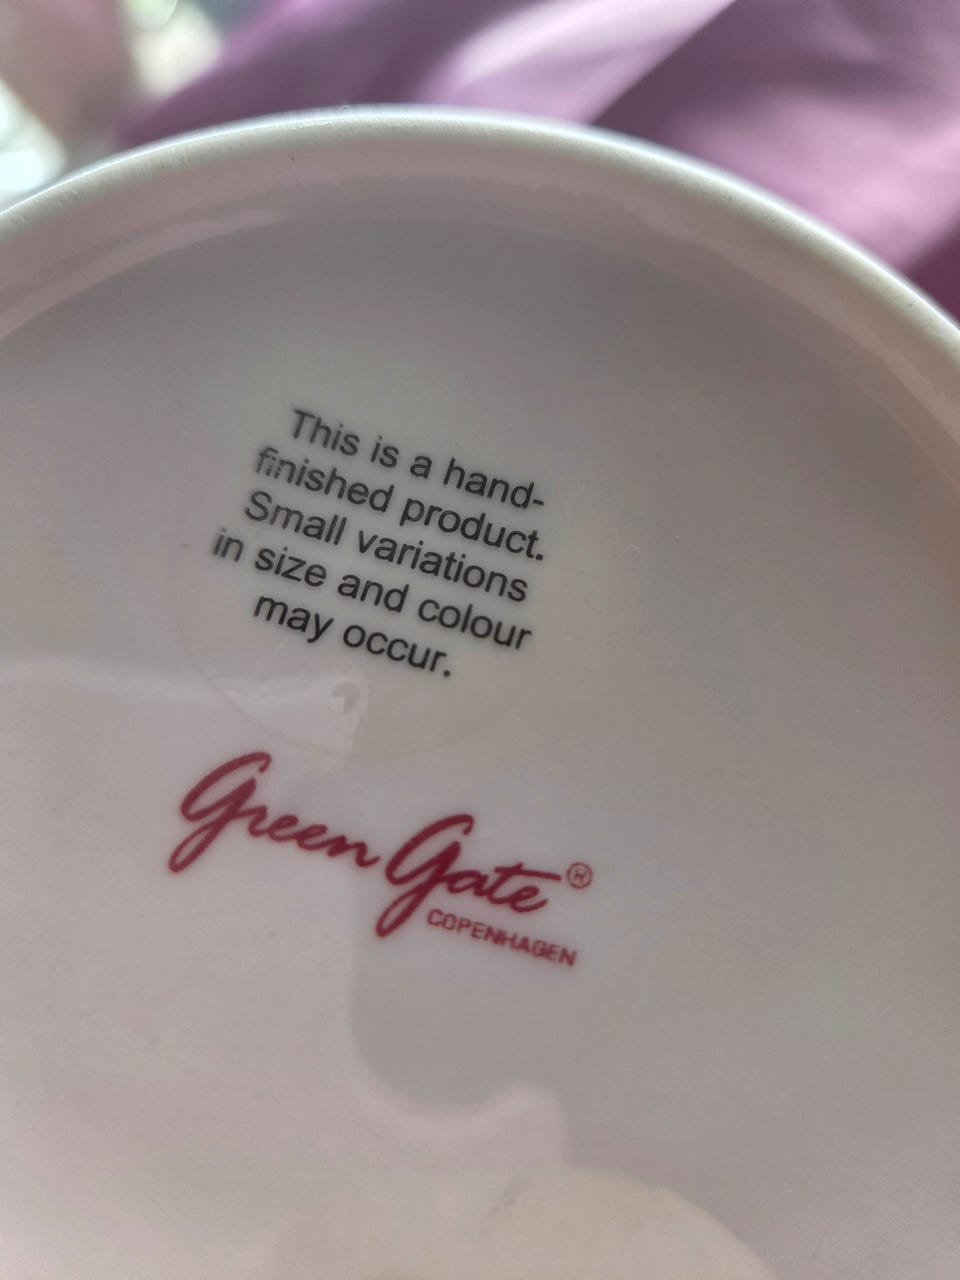 This is a hand-
finished product.
Small variations
in size and colour
may occur.
Green Gate®
COPENHAGEN